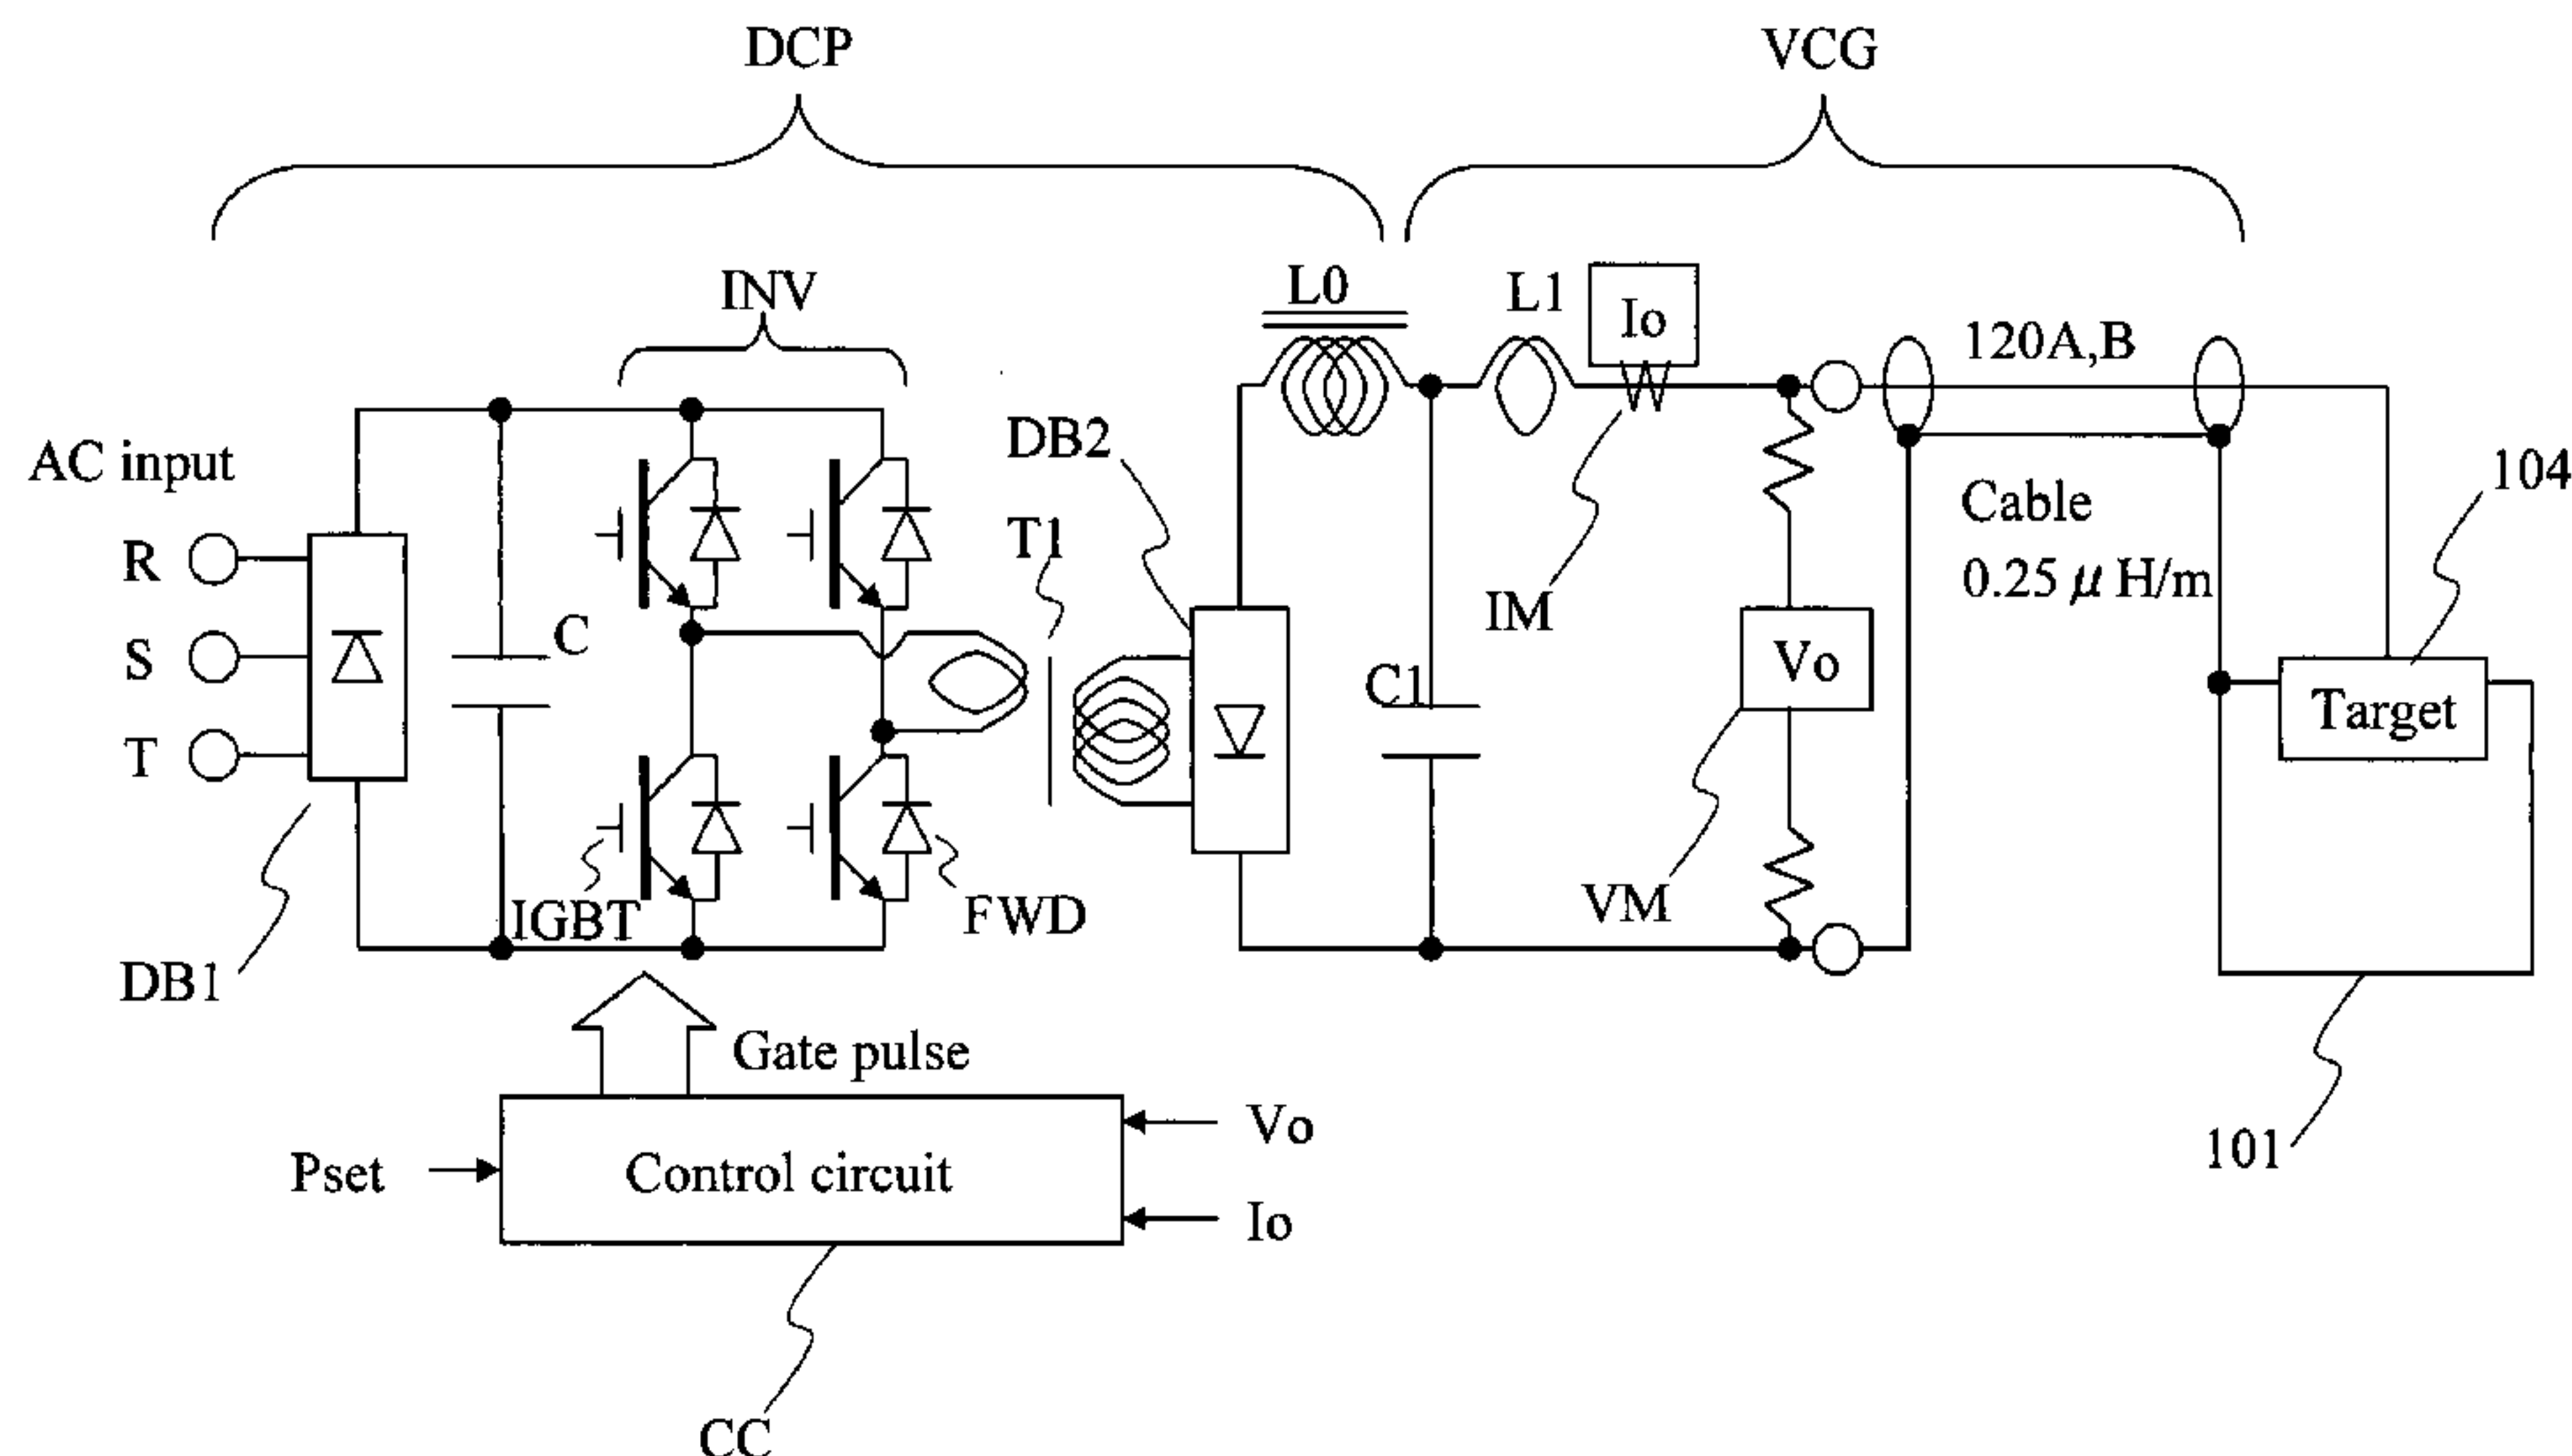 DCP
VCG
INV
L0
L1
Io
120A,B
AC input
DB2
104
R
T1
Cable
0.25 μ H/m
S
C
IM
C1
Vo
Target
T
VM
IGBT
FWD
DB1
Gate pulse
Vo
101
Pset
Control circuit
Io
CC